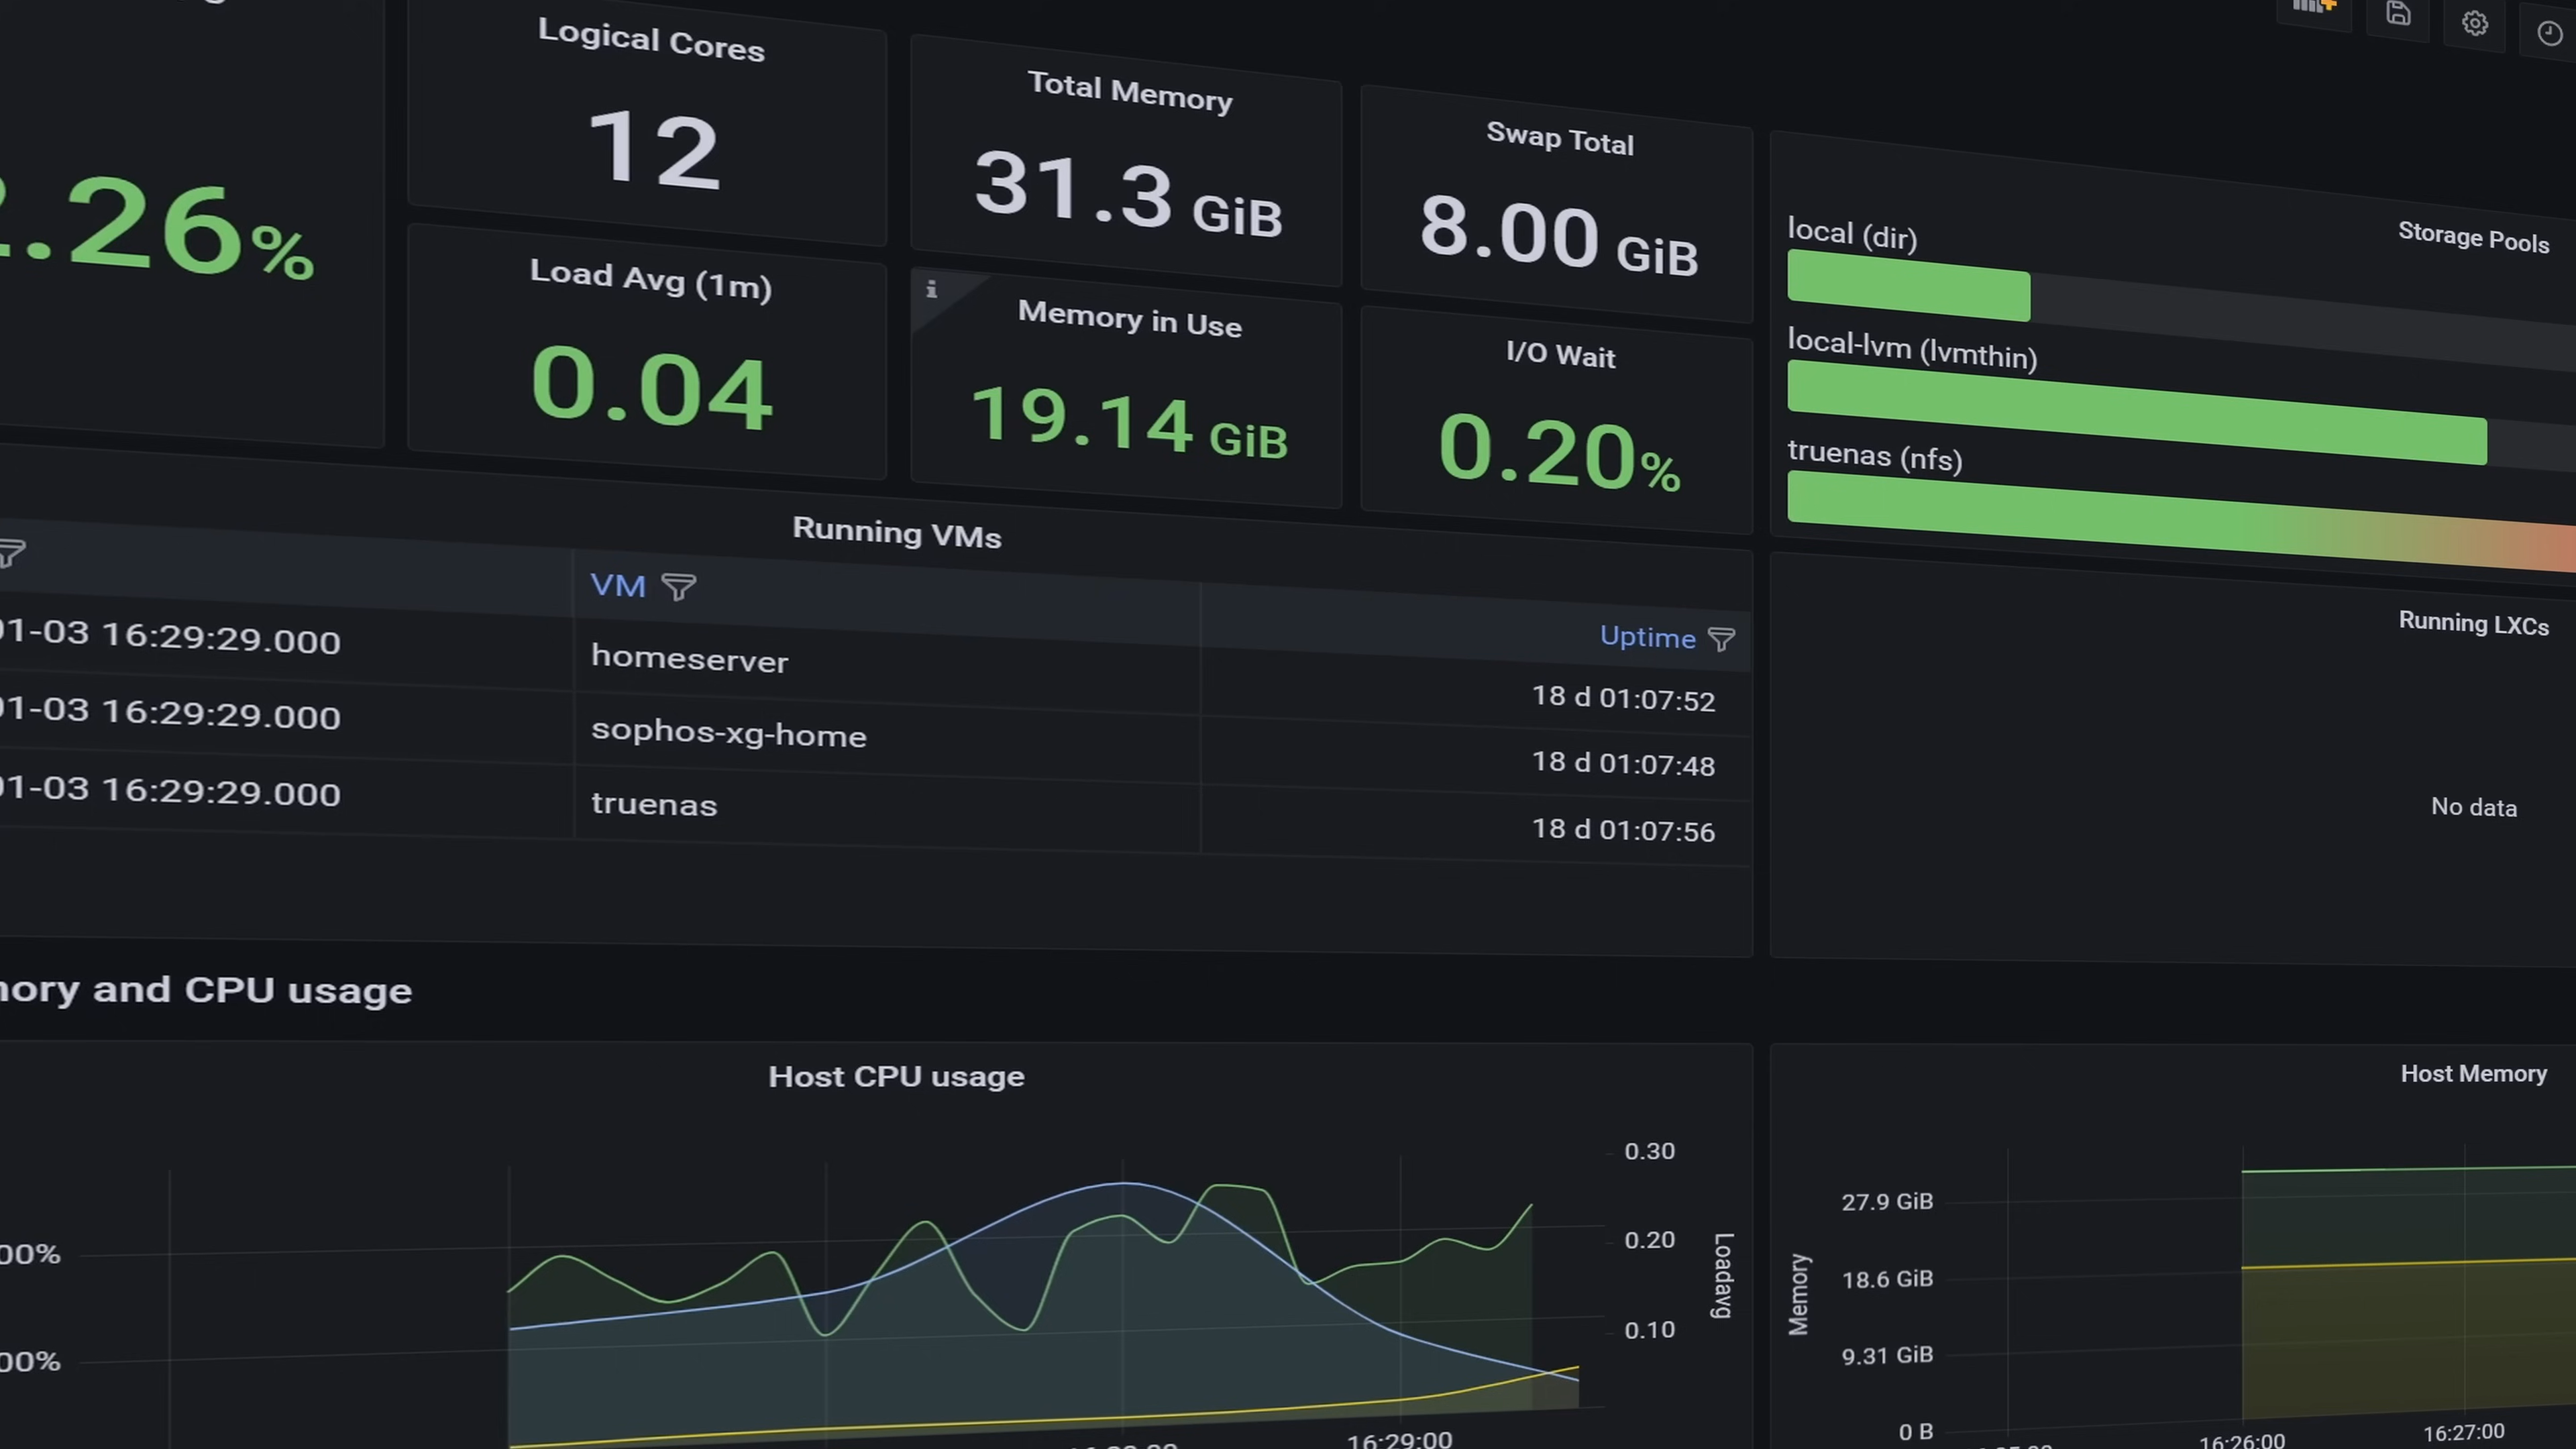 Logical Cores
12
Total Memory
31.3 GiB
Swap Total
8.00 GiB
.26%
Load Avg (1m)
0.04
Memory in Use
19.14 GiB
I/O Wait
0.20%
Storage Pools
local (dir)
local-lvm (lvmthin)
truenas (nfs)
Running VMs
VM
Uptime
01-03 16:29:29.000 homeserver 18 d 01:07:52
01-03 16:29:29.000 sophos-xg-home 18 d 01:07:48
01-03 16:29:29.000 truenas 18 d 01:07:56
Running LXCs
No data
ory and CPU usage
Host CPU usage
00%
00%
0.30
0.20
0.10
Loadavg
16:29:00
Host Memory
Memory
27.9 GiB
18.6 GiB
9.31 GiB
0 B
16:26:00
16:27:00